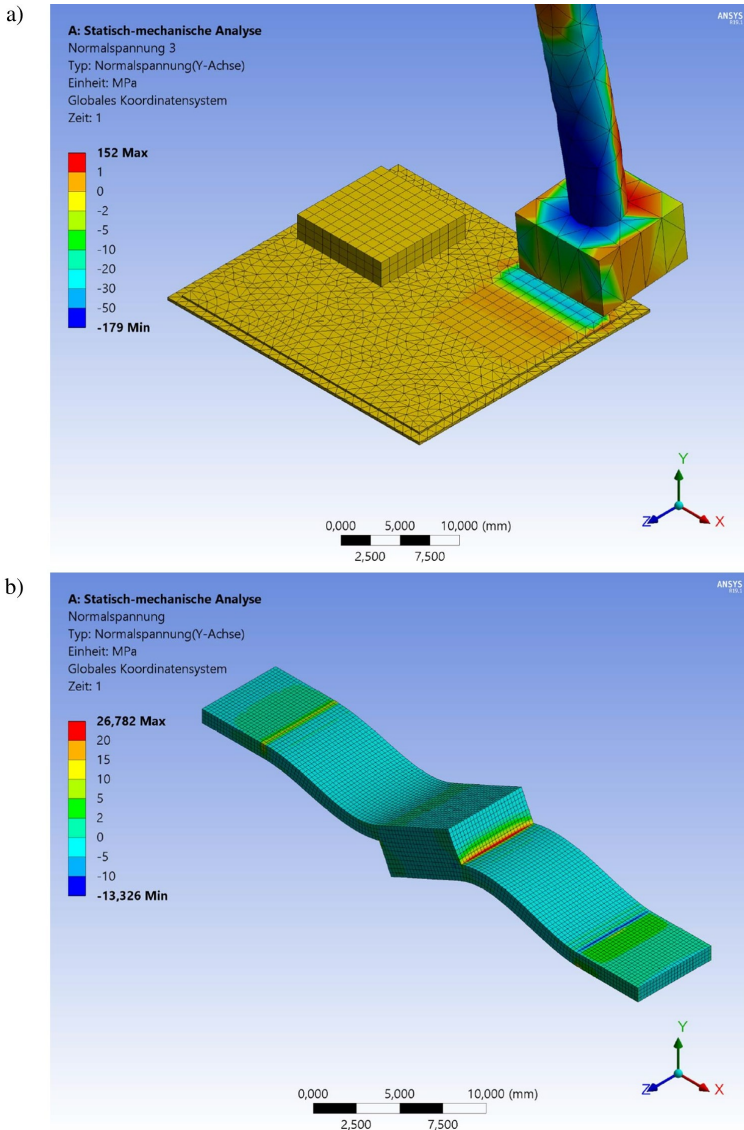 a)
ANSYS
R19.1
A: Statisch-mechanische Analyse
Normalspannung 3
Typ: Normalspannung(Y-Achse)
Einheit: MPa
Globales Koordinatensystem
Zeit: 1
152 Max
1
0
-2
-5
-10
-20
-30
-50
-179 Min
Y
Z
X
0,000 5,000 10,000 (mm)
2,500 7,500
b)
ANSYS
R19.1
A: Statisch-mechanische Analyse
Normalspannung
Typ: Normalspannung(Y-Achse)
Einheit: MPa
Globales Koordinatensystem
Zeit: 1
26,782 Max
20
15
10
5
2
0
-5
-10
-13,326 Min
Y
Z
X
0,000 5,000 10,000 (mm)
2,500 7,500